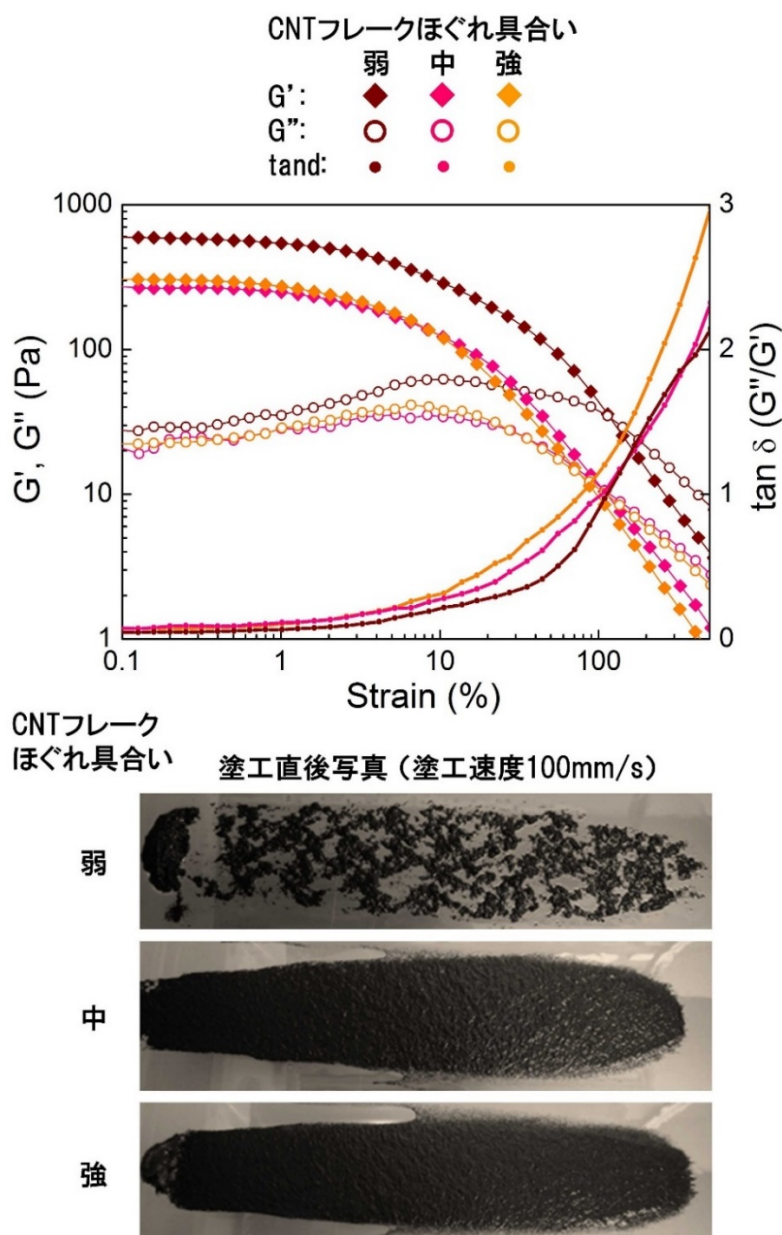 CNTフレークほぐれ具合い
弱 中 強
G':
G":
tand:
1000
100
10
1
G', G" (Pa)
3
2
1
0
tan δ (G"/G')
0.1 1 10 100
Strain (%)
CNTフレーク
ほぐれ具合い
塗工直後写真（塗工速度100mm/s）
弱
中
強